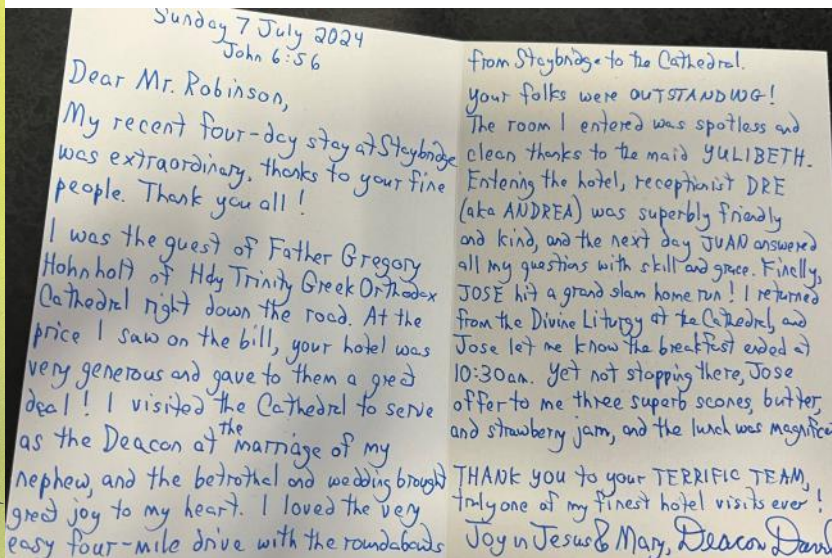 Sunday 7 July 2024
John 6:56
Dear Mr. Robinson,
My recent four-day stay at Staybridge
was extraordinary, thanks to your fine
people. Thank you all!
I was the guest of Father Gregory
Hohnholt of Holy Trinity Greek Orthodox
Cathedral right down the road. At the
price I saw on the bill, your hotel was
very generous and gave to them a great
deal! I visited the Cathedral to serve
as the Deacon at the marriage of my
nephew, and the betrothal and wedding brought
great joy to my heart. I loved the very
easy four-mile drive with the roundabouts
from Staybridge to the Cathedral.
your folks were OUTSTANDING!
The room I entered was spotless and
clean thanks to the maid YULIBETH.
Entering the hotel, receptionist DRE
(aka ANDREA) was superbly friendly
and kind, and the next day JUAN answered
all my questions with skill and grace. Finally,
JOSE hit a grand slam home run! I returned
from the Divine Liturgy at the Cathedral, and
Jose let me know the breakfast ended at
10:30am. Yet not stopping there, Jose
offer to me three superb scones, butter,
and strawberry jam, and the lunch was magnifice
THANK you to your TERRIFIC TEAM,
truly one of my finest hotel visits ever!
Joy in Jesus & Mary, Deacon